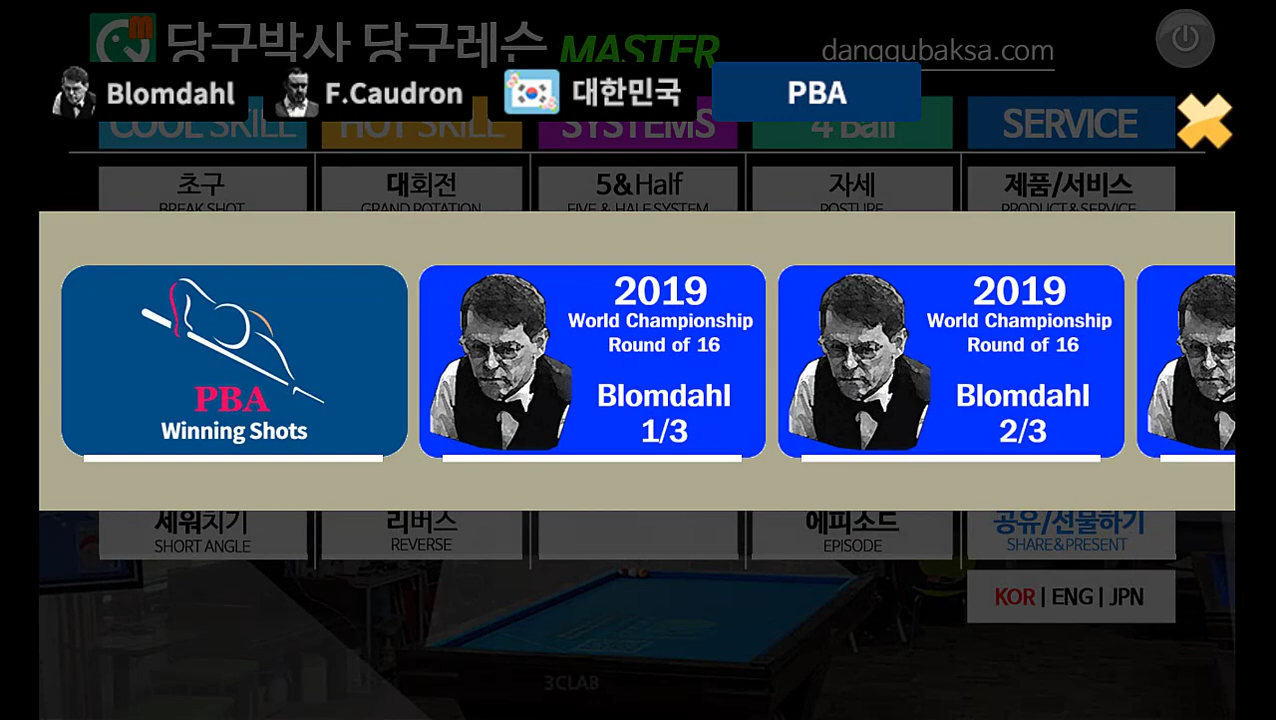 당구박사 당구레슨 MASTER
danggubaksa.com
Blomdahl
F.Caudron
대한민국
PBA
COOL SKILL
HOT SKILL
SYSTEMS
4 Ball
SERVICE
초구
BREAK SHOT
대회전
GRAND ROTATION
5&Half
FIVE & HALF SYSTEM
자세
POSTURE
제품/서비스
PRODUCT & SERVICE
PBA
Winning Shots
2019
World Championship
Round of 16
Blomdahl
1/3
2019
World Championship
Round of 16
Blomdahl
2/3
세워치기
SHORT ANGLE
리버스
REVERSE
에피소드
EPISODE
공유/선물하기
SHARE & PRESENT
KOR | ENG | JPN
3CLAB